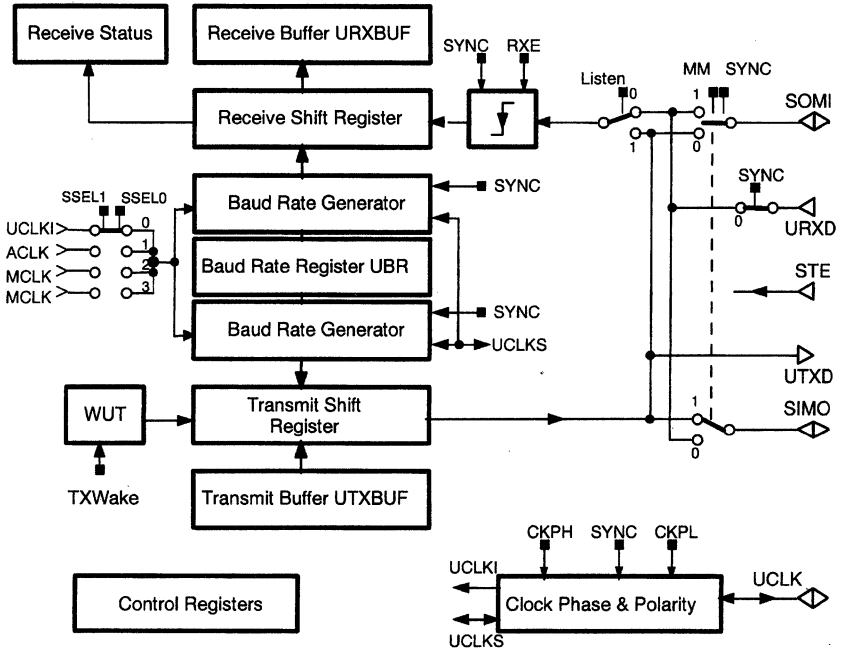 Receive Status
Receive Buffer URXBUF
SYNC RXE
Listen
MM SYNC
SOMI
Receive Shift Register
0
1
1
0
SSEL1 SSEL0
Baud Rate Generator
SYNC
SYNC
0
URXD
UCLKI
0
ACLK
1
MCLK
2
MCLK
3
Baud Rate Register UBR
STE
Baud Rate Generator
SYNC
UCLKS
UTXD
WUT
Transmit Shift
Register
1
0
SIMO
TXWake
Transmit Buffer UTXBUF
CKPH SYNC CKPL
UCLKI
UCLK
Control Registers
Clock Phase & Polarity
UCLKS